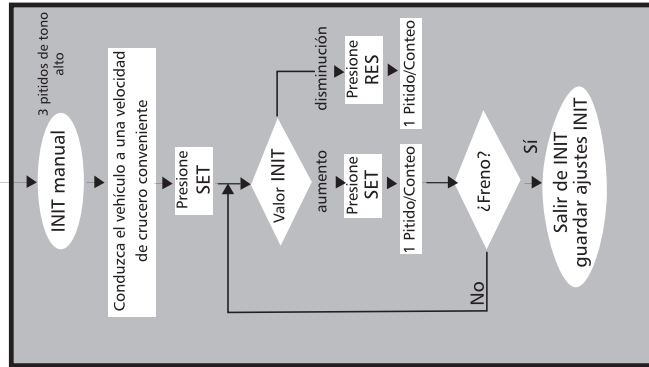 3 pitidos de tono
alto
INIT manual
Conduzca el vehículo a una velocidad
de crucero conveniente
Presione
SET
Valor INIT
aumento
disminución
Presione
SET
Presione
RES
1 Pitido/Conteo
1 Pitido/Conteo
¿Freno?
No
Sí
Salir de INIT
guardar ajustes INIT